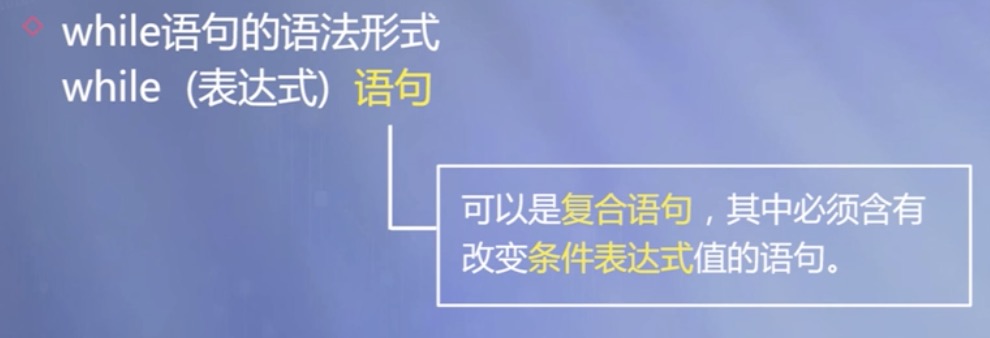 while语句的语法形式
while (表达式) 语句
可以是复合语句，其中必须含有
改变条件表达式值的语句。